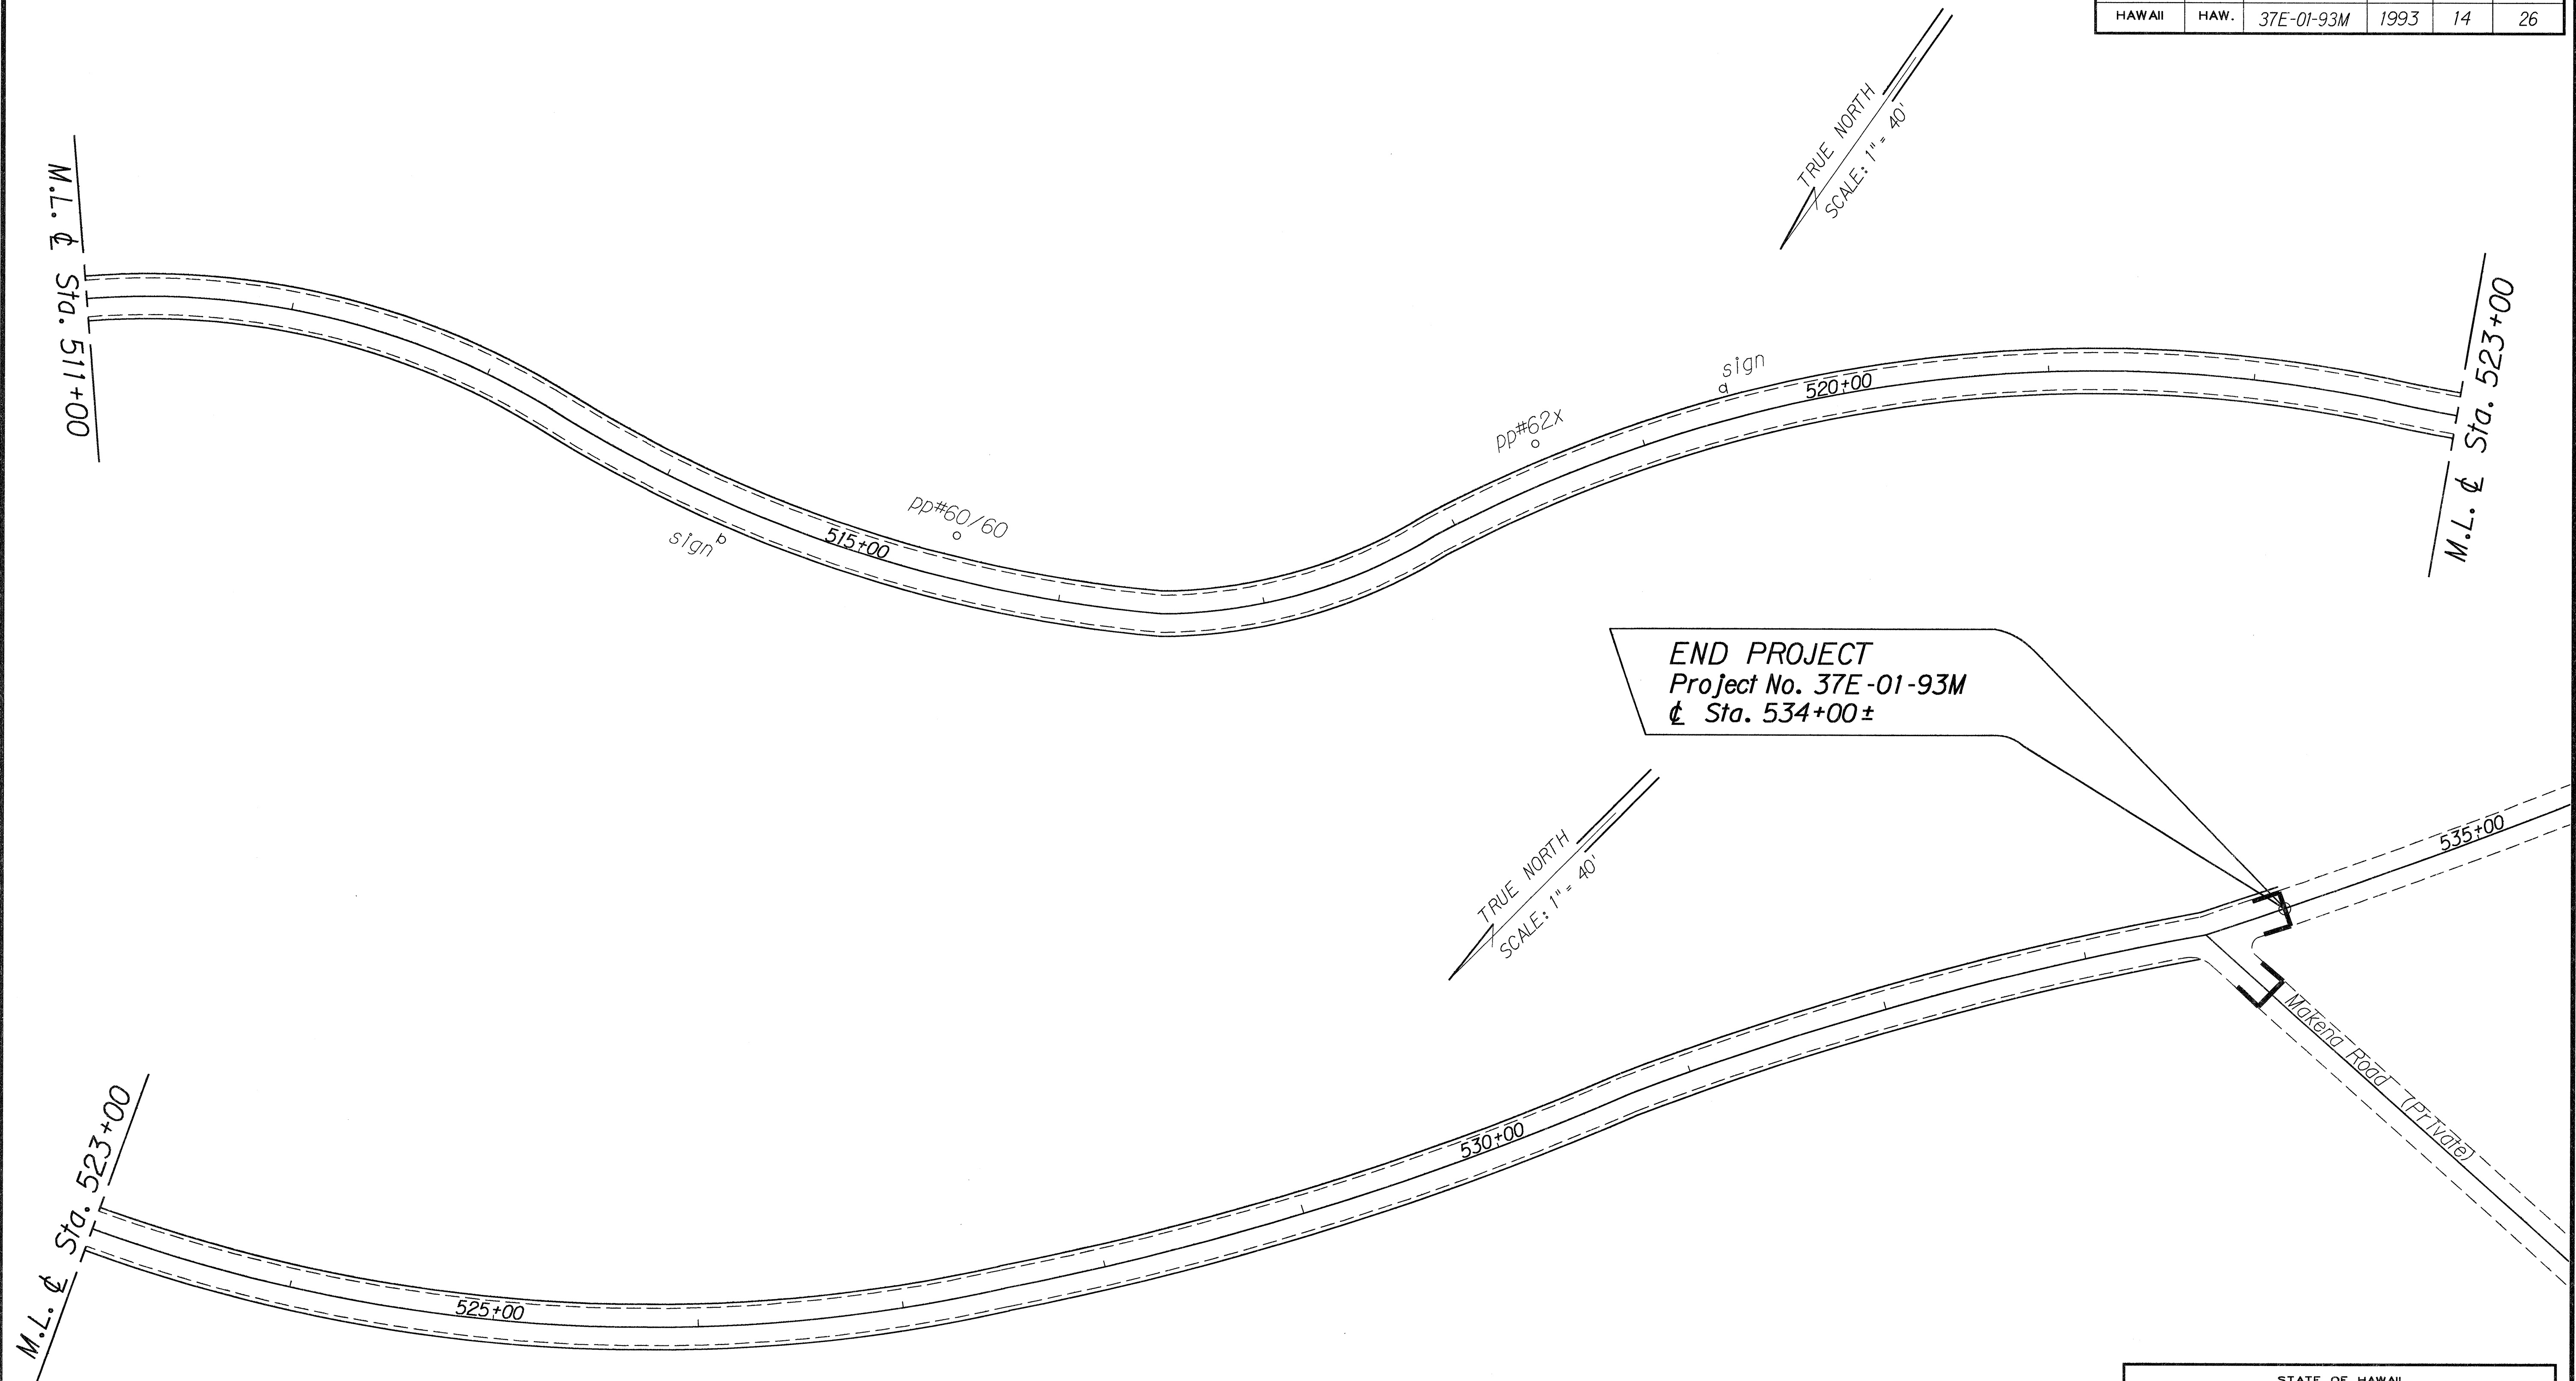 HAWAII HAW. 37E-01-93M 1993 14 26
TRUE NORTH
SCALE: 1" = 40'
M.L. ℄ Sta. 511+00
sign
520+00
pp#62x
pp#60/60
sign
515+00
M.L. ℄ Sta. 523+00
END PROJECT
Project No. 37E-01-93M
℄ Sta. 534+00±
TRUE NORTH
SCALE: 1" = 40'
535+00
Makena Road (Private)
530+00
M.L. ℄ Sta. 523+00
525+00
STATE OF HAWAII